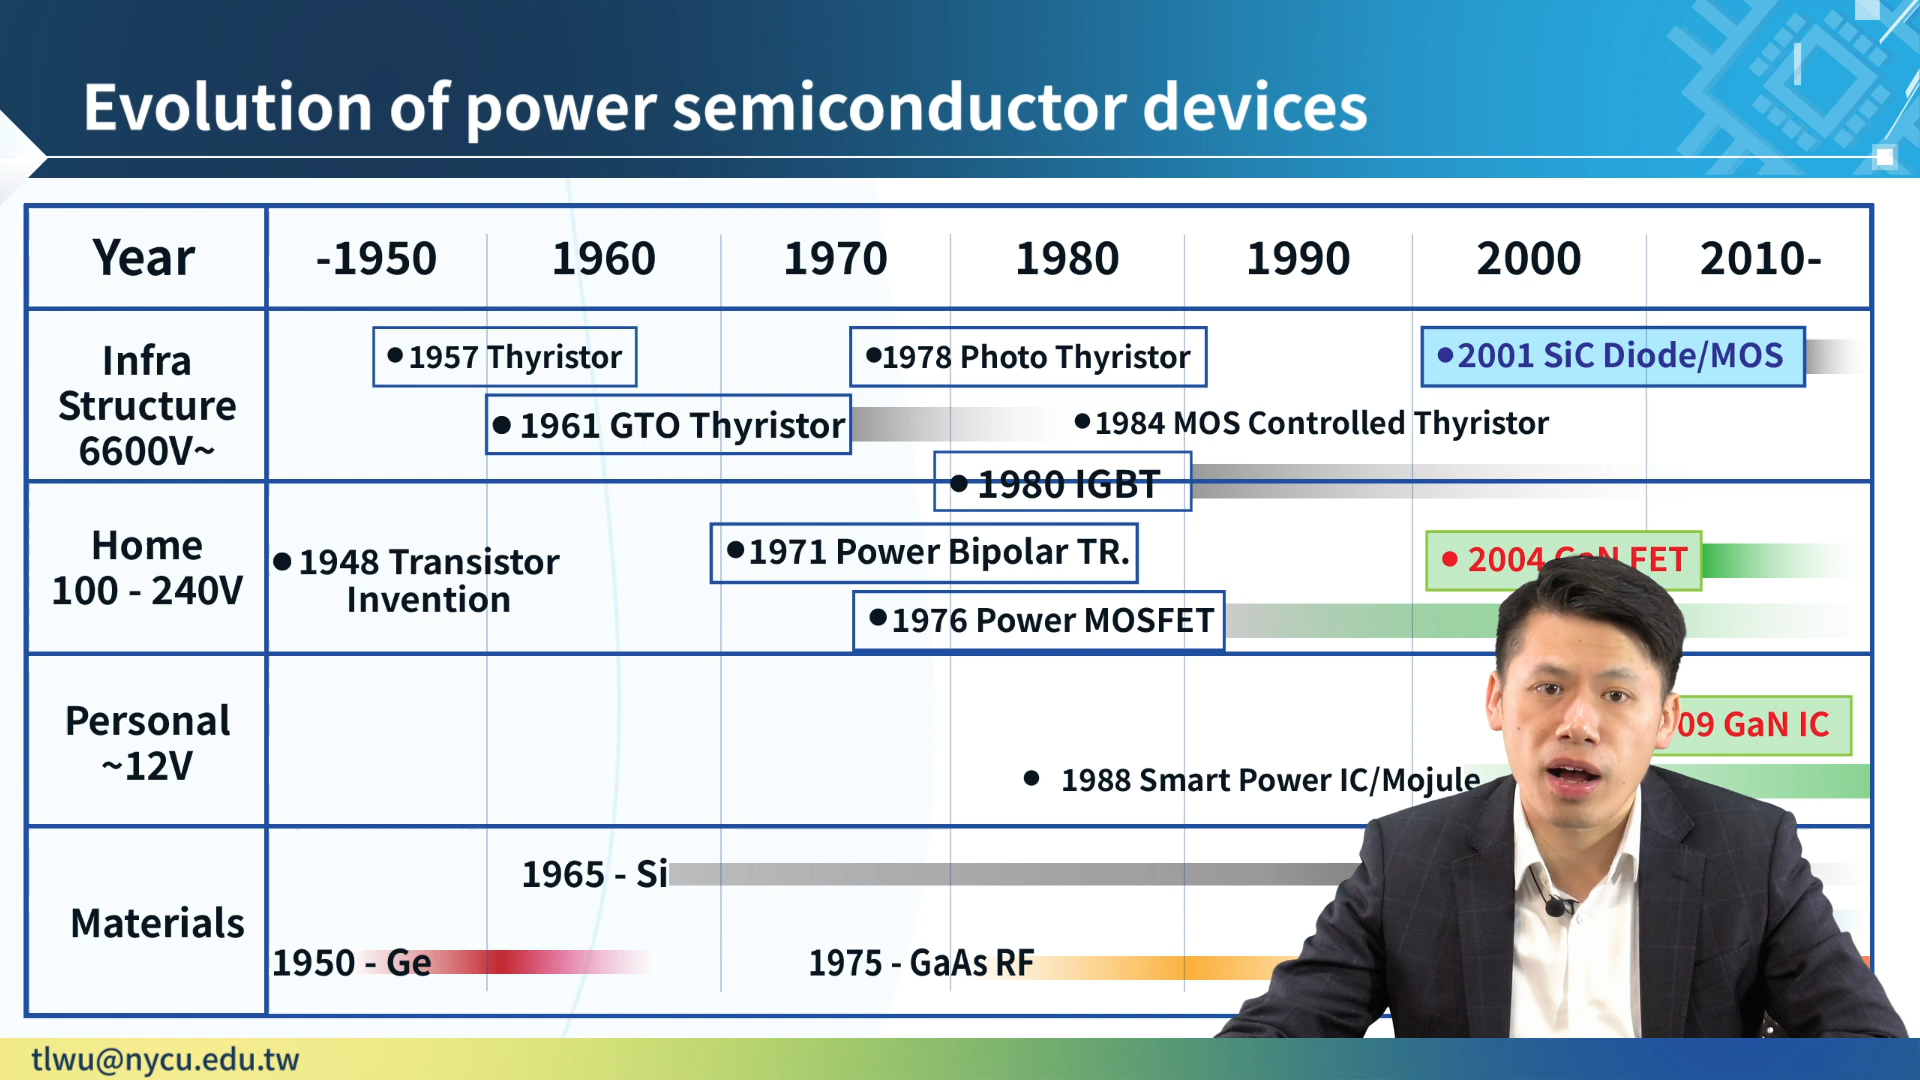 Evolution of power semiconductor devices
Year
-1950
1960
1970
1980
1990
2000
2010-
Infra
Structure
6600V~
•1957 Thyristor
•1978 Photo Thyristor
•2001 SiC Diode/MOS
• 1961 GTO Thyristor
•1984 MOS Controlled Thyristor
• 1980 IGBT
Home
100 - 240V
•1948 Transistor
Invention
•1971 Power Bipolar TR.
• 2004 GaN FET
•1976 Power MOSFET
Personal
~12V
09 GaN IC
• 1988 Smart Power IC/Mojule
Materials
1965 - Si
1950 - Ge
1975 - GaAs RF
tlwu@nycu.edu.tw